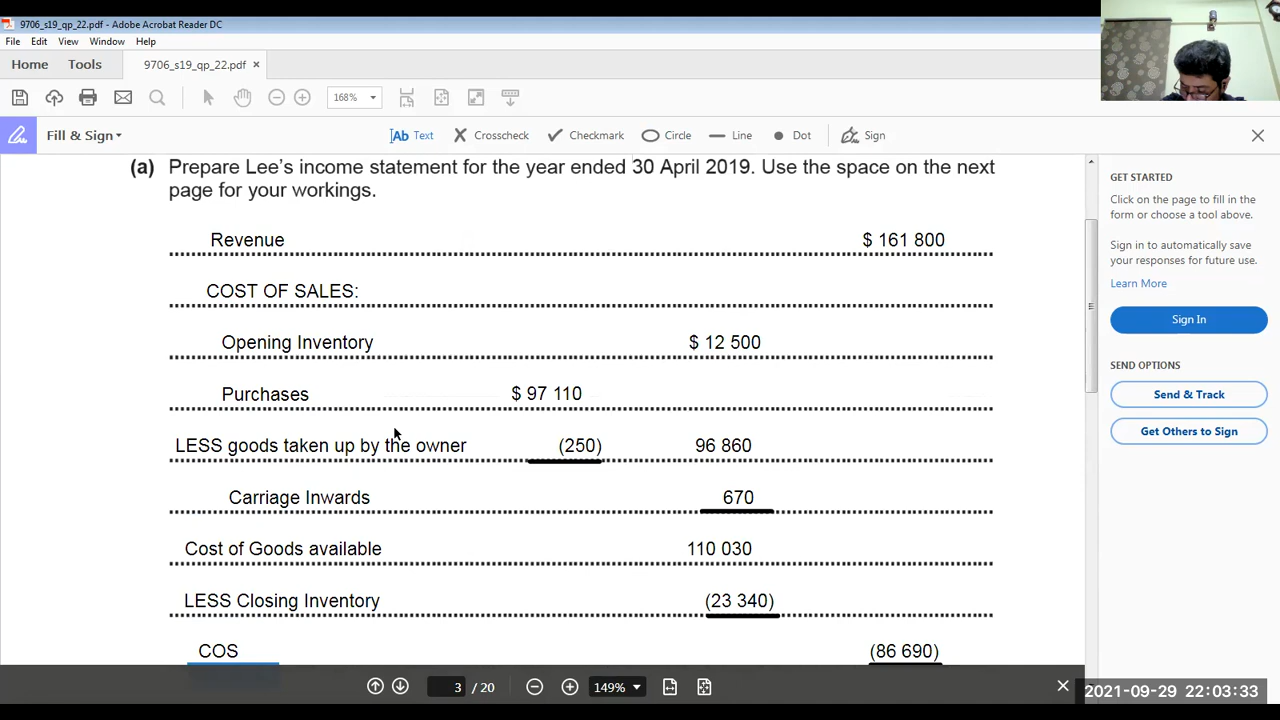 9706_s19_qp_22.pdf - Adobe Acrobat Reader DC
File Edit View Window Help
Home Tools 9706_s19_qp_22.pdf ×
168%
Fill & Sign Ab Text Crosscheck Checkmark Circle Line Dot Sign
(a) Prepare Lee's income statement for the year ended 30 April 2019. Use the space on the next
page for your workings.
Revenue $ 161 800
COST OF SALES:
Opening Inventory $ 12 500
Purchases $ 97 110
LESS goods taken up by the owner (250) 96 860
Carriage Inwards 670
Cost of Goods available 110 030
LESS Closing Inventory (23 340)
COS (86 690)
GET STARTED
Click on the page to fill in the
form or choose a tool above.
Sign in to automatically save
your responses for future use.
Learn More
Sign In
SEND OPTIONS
Send & Track
Get Others to Sign
3 / 20 149%
2021-09-29 22:03:33